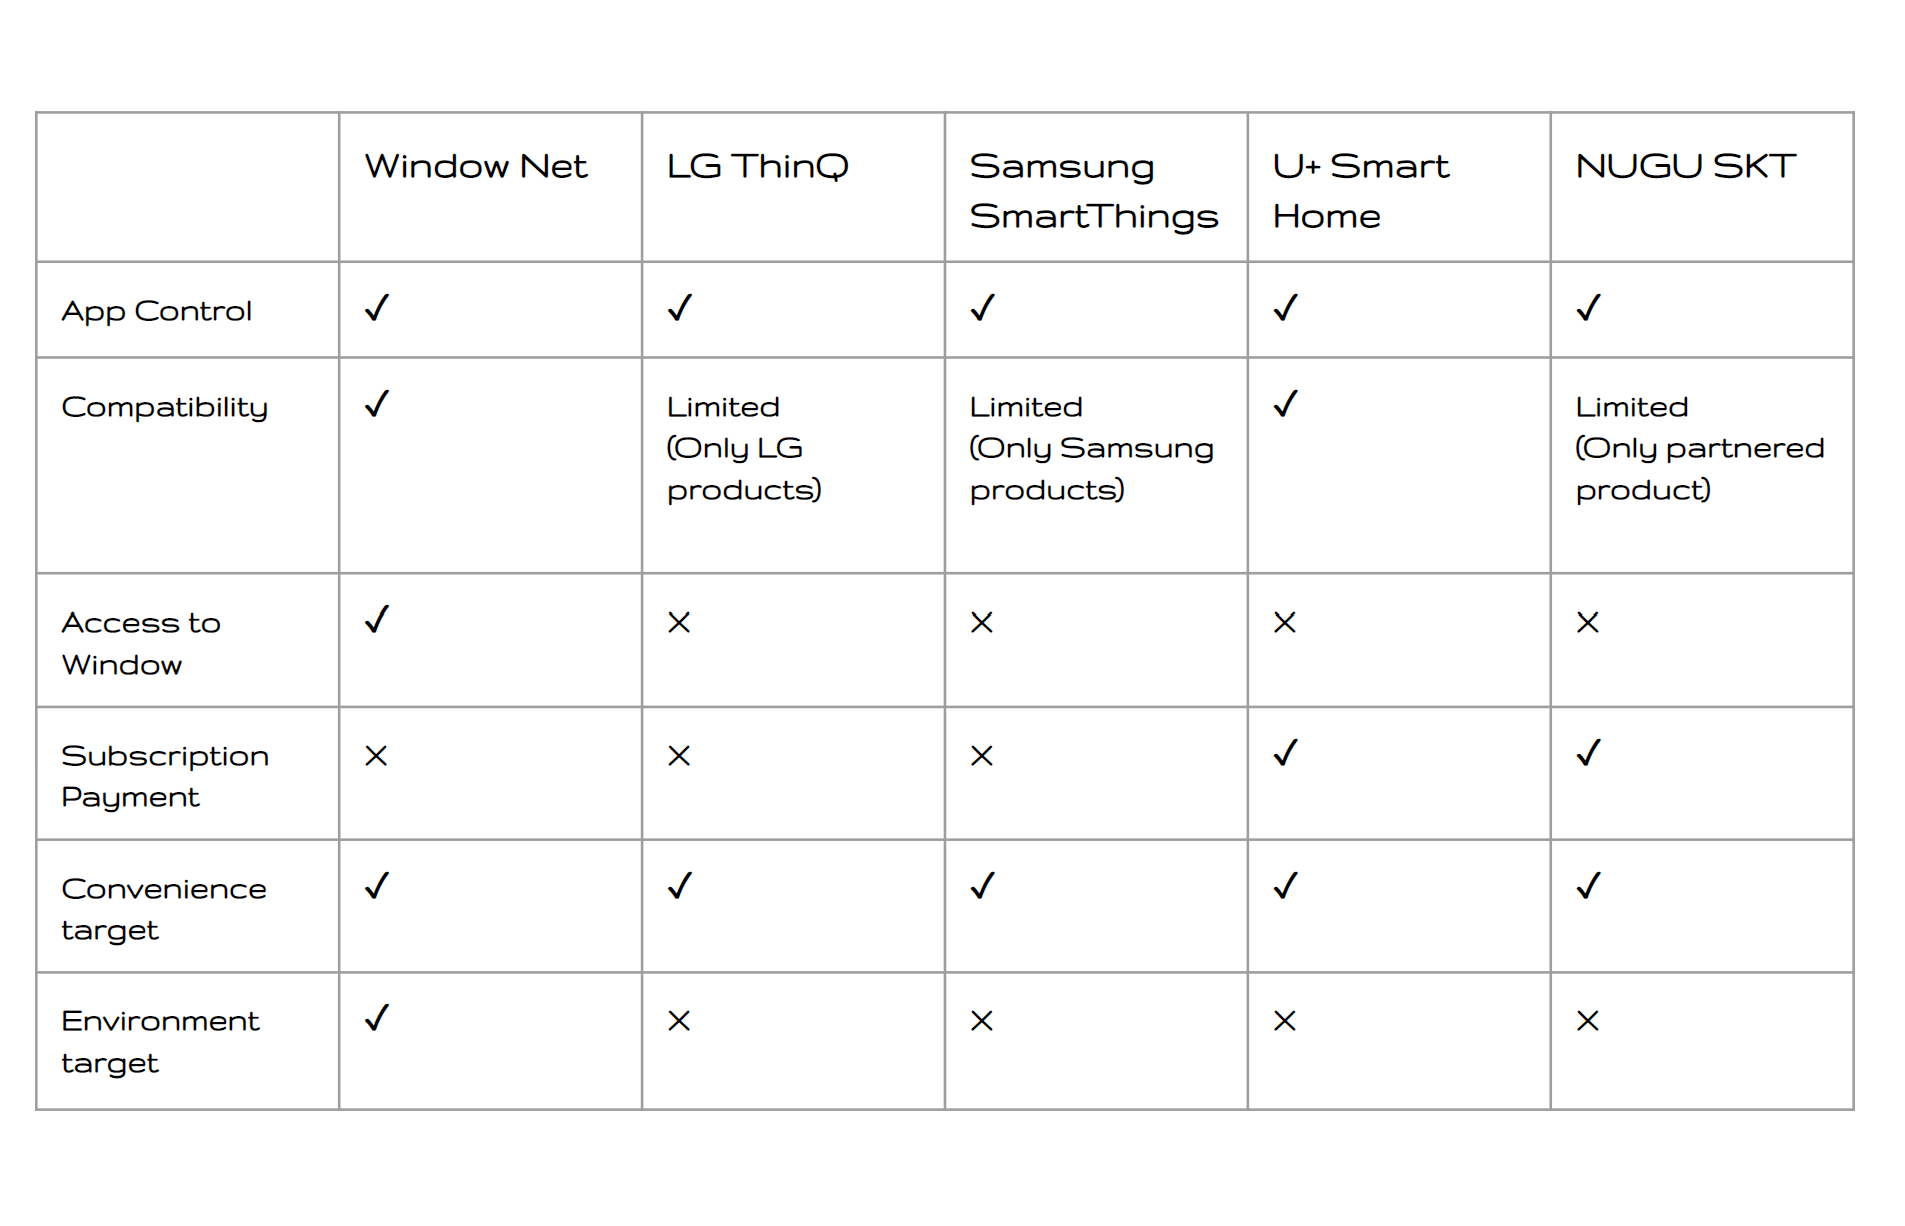 Window Net
LG ThinQ
Samsung
SmartThings
U+ Smart
Home
NUGU SKT
App Control
✓
✓
✓
✓
✓
Compatibility
✓
Limited
(Only LG
products)
Limited
(Only Samsung
products)
✓
Limited
(Only partnered
product)
Access to
Window
✓
×
×
×
×
Subscription
Payment
×
×
×
✓
✓
Convenience
target
✓
✓
✓
✓
✓
Environment
target
✓
×
×
×
×